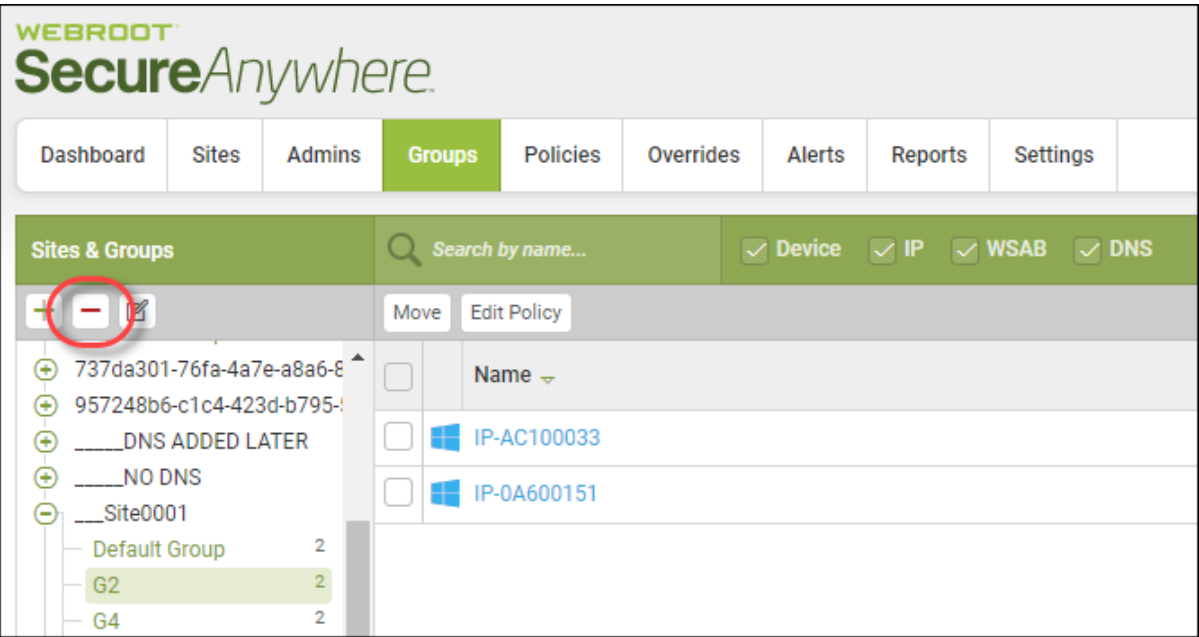 WEBROOT
SecureAnywhere
Dashboard Sites Admins Groups Policies Overrides Alerts Reports Settings
Sites & Groups Search by name... Device IP WSAB DNS
Move Edit Policy
737da301-76fa-4a7e-a8a6-8
957248b6-c1c4-423d-b795-
_____DNS ADDED LATER
_____NO DNS
___Site0001
Default Group 2
G2 2
G4 2
Name
IP-AC100033
IP-0A600151